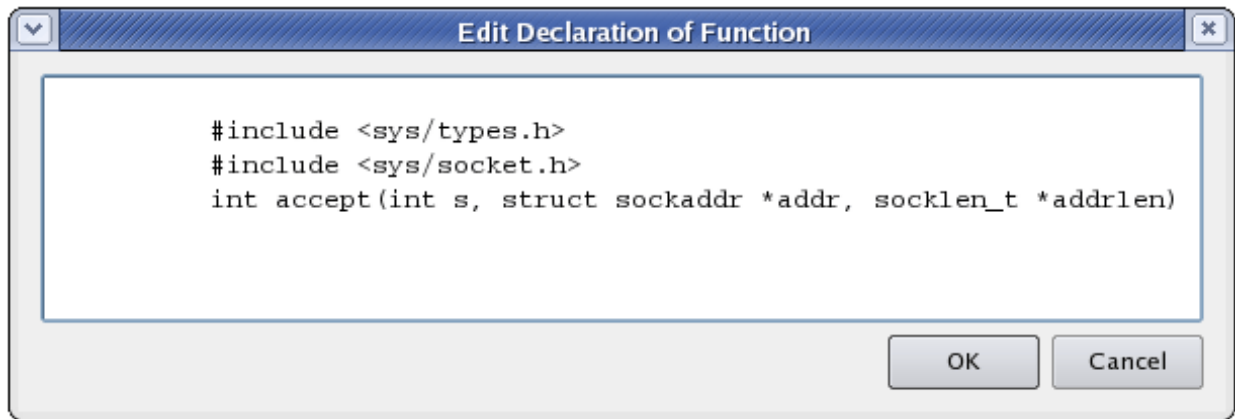 Edit Declaration of Function
#include <sys/types.h>
#include <sys/socket.h>
int accept(int s, struct sockaddr *addr, socklen_t *addrlen)
OK Cancel